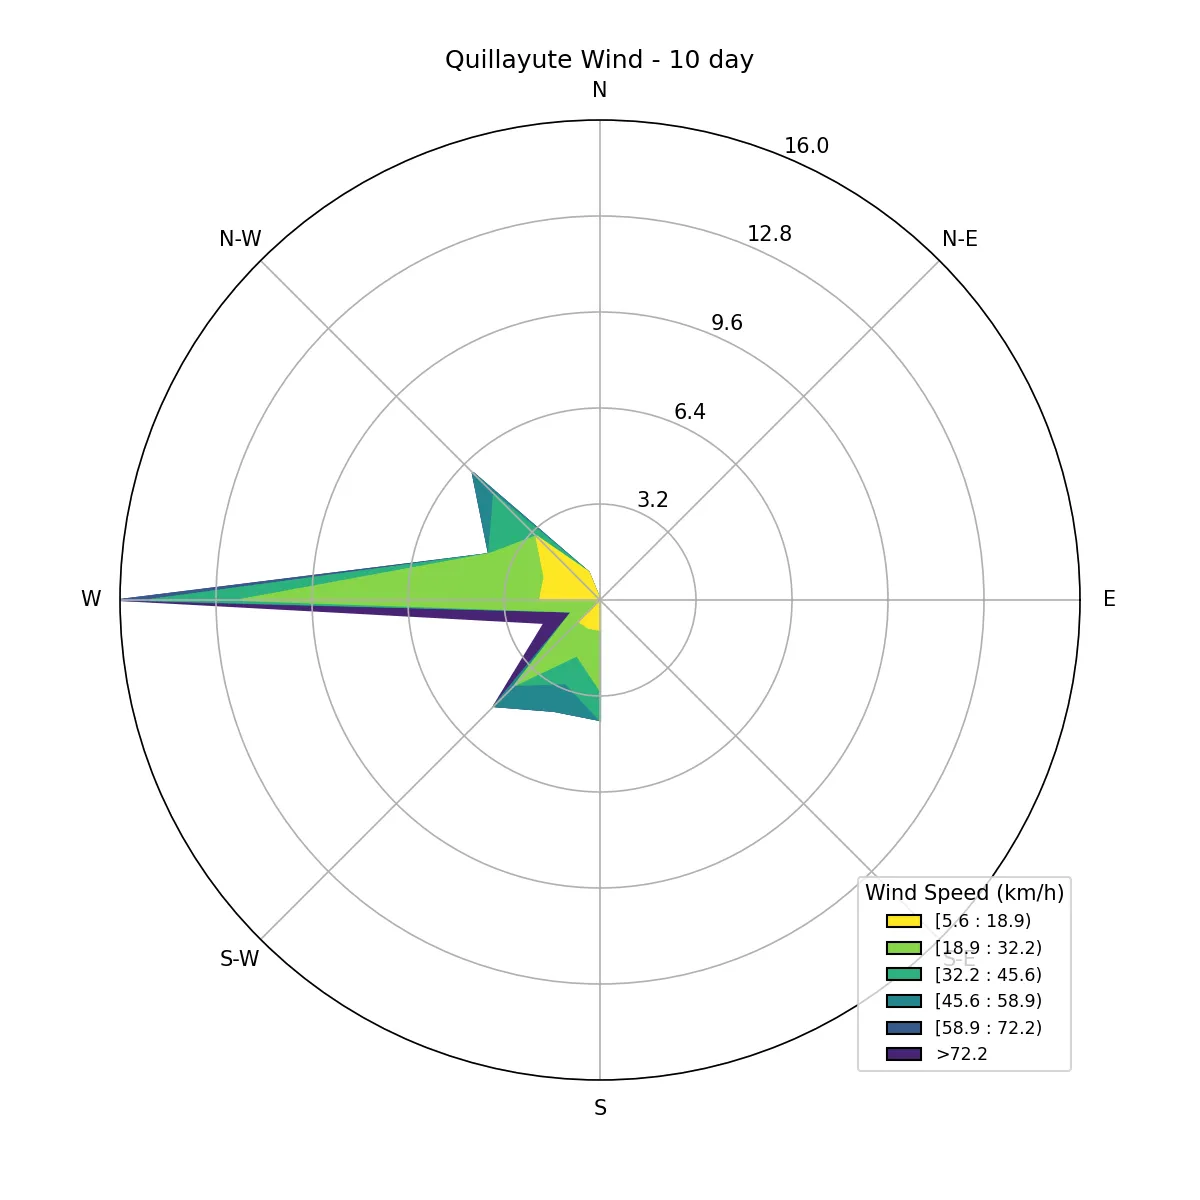 Quillayute Wind - 10 day
N
16.0
12.8
N-W
N-E
9.6
6.4
3.2
W
E
Wind Speed (km/h)
[5.6 : 18.9)
[18.9 : 32.2)
S-W
S-E
[32.2 : 45.6)
[45.6 : 58.9)
[58.9 : 72.2)
>72.2
S